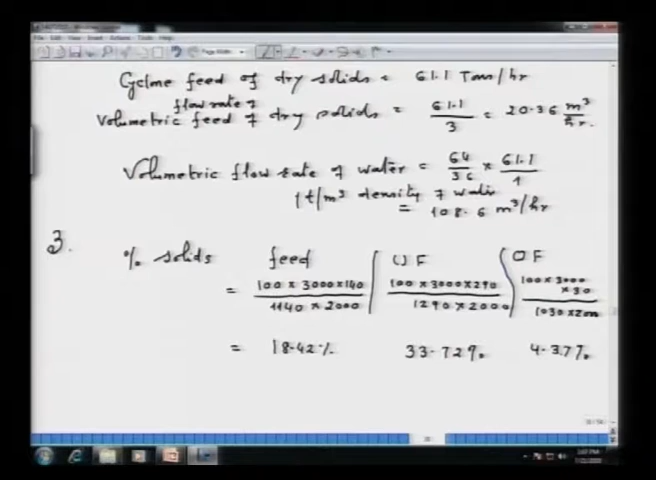 Cyclone feed of dry solids = 61.1 Ton/hr
flow rate of
Volumetric feed of dry solids = 61.1 / 3 = 20.36 m³/hr.
Volumetric flow rate of water = 64/36 × 61.1/1
1 t/m³ density of water
= 108.6 m³/hr
3.
% solids feed UF OF
= 100 × 3000 × 140 / 1140 × 2000 100 × 3000 × 290 / 1290 × 2000 100 × 3000 × 30 / 1030 × 2000
= 18.42% 33.72%. 4.37%.